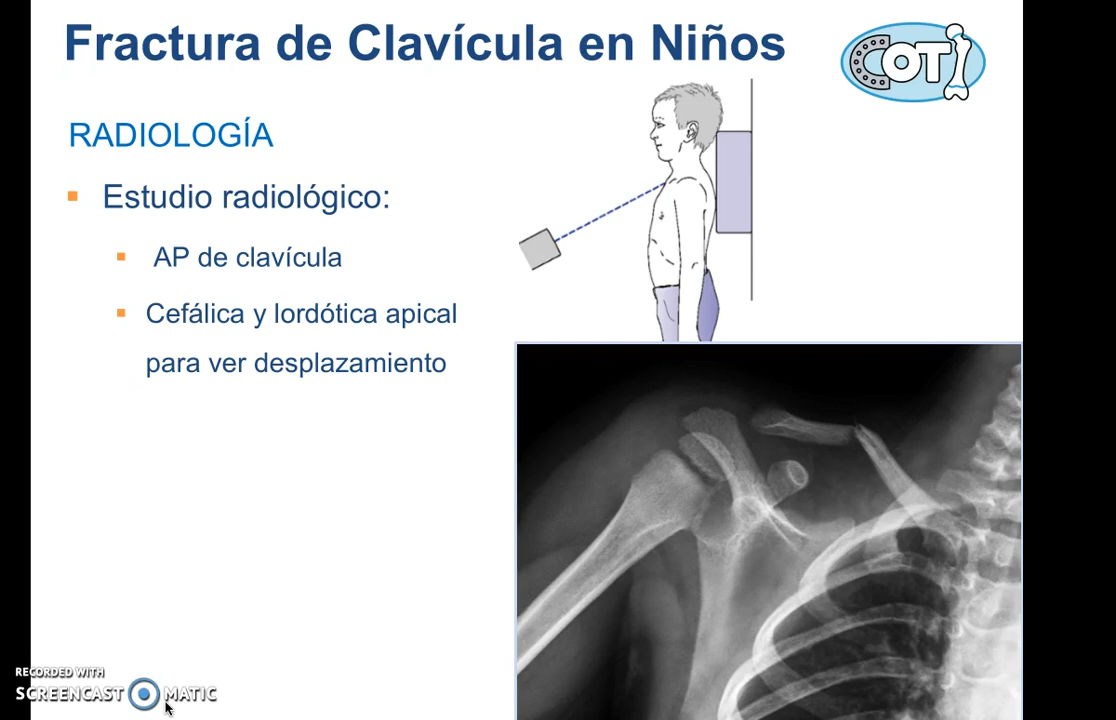 Fractura de Clavícula en Niños
COT
RADIOLOGÍA
Estudio radiológico:
AP de clavícula
Cefálica y lordótica apical
para ver desplazamiento
RECORDED WITH
SCREENCAST MATIC